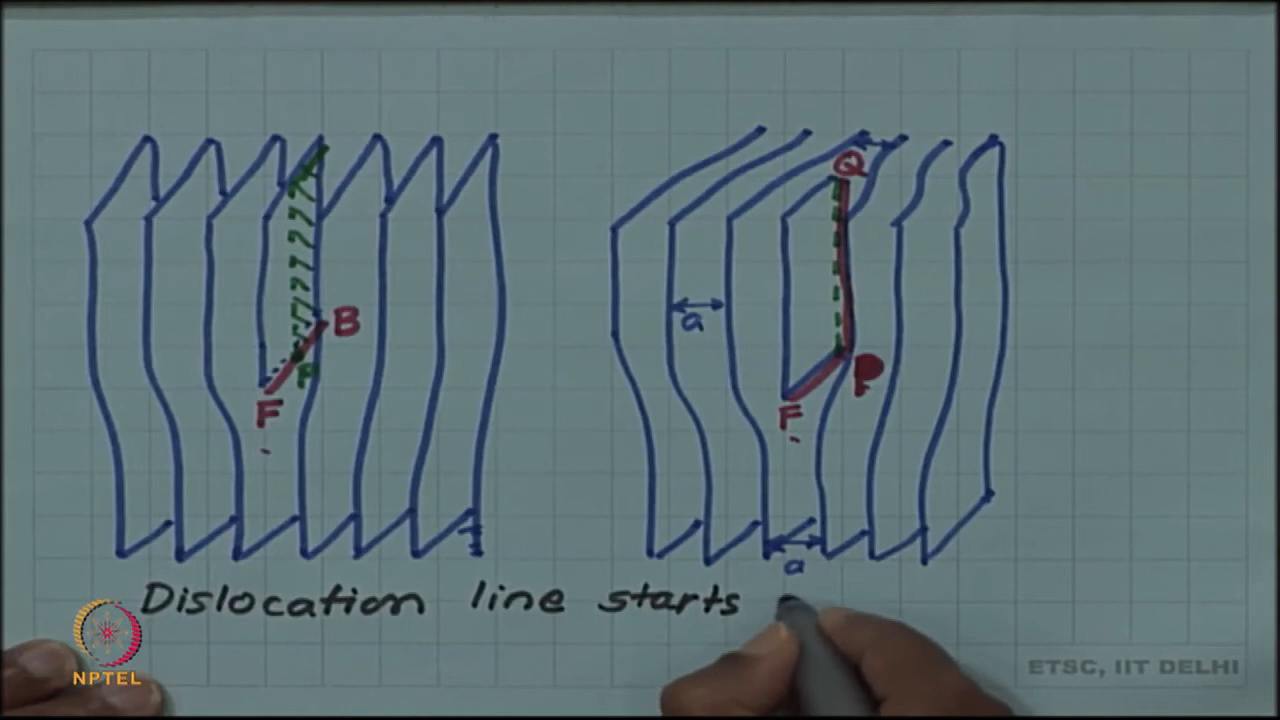 Q
B
a
P
P
F
F
a
Dislocation line starts
NPTEL
ETSC, IIT DELHI